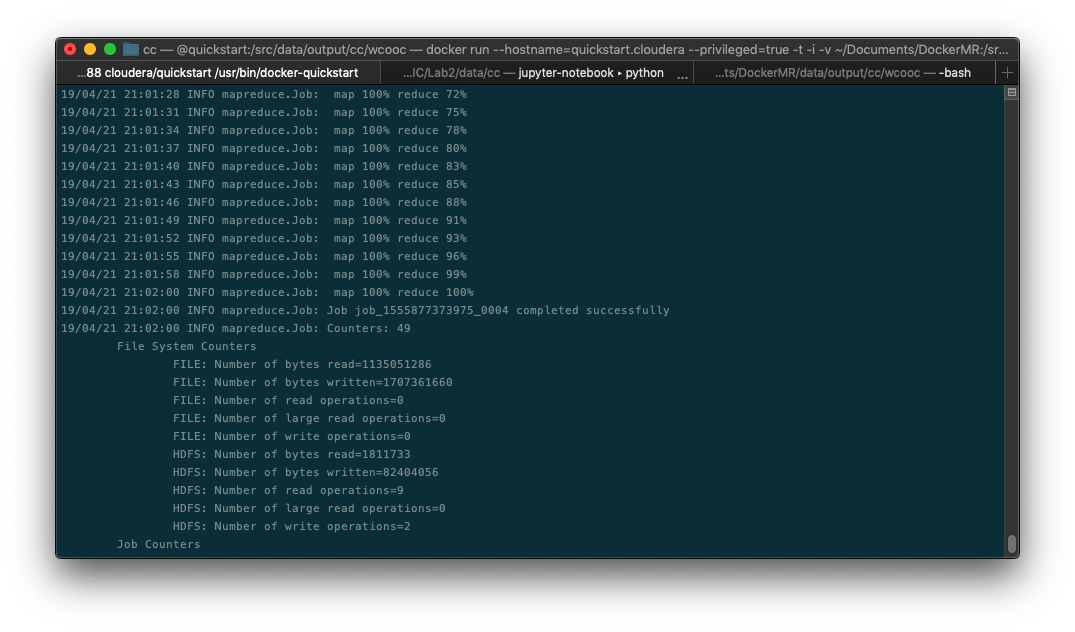 cc — @quickstart:/src/data/output/cc/wcooc — docker run --hostname=quickstart.cloudera --privileged=true -t -i -v ~/Documents/DockerMR:/sr...
...88 cloudera/quickstart /usr/bin/docker-quickstart
...IC/Lab2/data/cc — jupyter-notebook ▸ python ...
...ts/DockerMR/data/output/cc/wcooc — -bash
19/04/21 21:01:28 INFO mapreduce.Job:  map 100% reduce 72%
19/04/21 21:01:31 INFO mapreduce.Job:  map 100% reduce 75%
19/04/21 21:01:34 INFO mapreduce.Job:  map 100% reduce 78%
19/04/21 21:01:37 INFO mapreduce.Job:  map 100% reduce 80%
19/04/21 21:01:40 INFO mapreduce.Job:  map 100% reduce 83%
19/04/21 21:01:43 INFO mapreduce.Job:  map 100% reduce 85%
19/04/21 21:01:46 INFO mapreduce.Job:  map 100% reduce 88%
19/04/21 21:01:49 INFO mapreduce.Job:  map 100% reduce 91%
19/04/21 21:01:52 INFO mapreduce.Job:  map 100% reduce 93%
19/04/21 21:01:55 INFO mapreduce.Job:  map 100% reduce 96%
19/04/21 21:01:58 INFO mapreduce.Job:  map 100% reduce 99%
19/04/21 21:02:00 INFO mapreduce.Job:  map 100% reduce 100%
19/04/21 21:02:00 INFO mapreduce.Job: Job job_1555877373975_0004 completed successfully
19/04/21 21:02:00 INFO mapreduce.Job: Counters: 49
File System Counters
FILE: Number of bytes read=1135051286
FILE: Number of bytes written=1707361660
FILE: Number of read operations=0
FILE: Number of large read operations=0
FILE: Number of write operations=0
HDFS: Number of bytes read=1811733
HDFS: Number of bytes written=82404056
HDFS: Number of read operations=9
HDFS: Number of large read operations=0
HDFS: Number of write operations=2
Job Counters